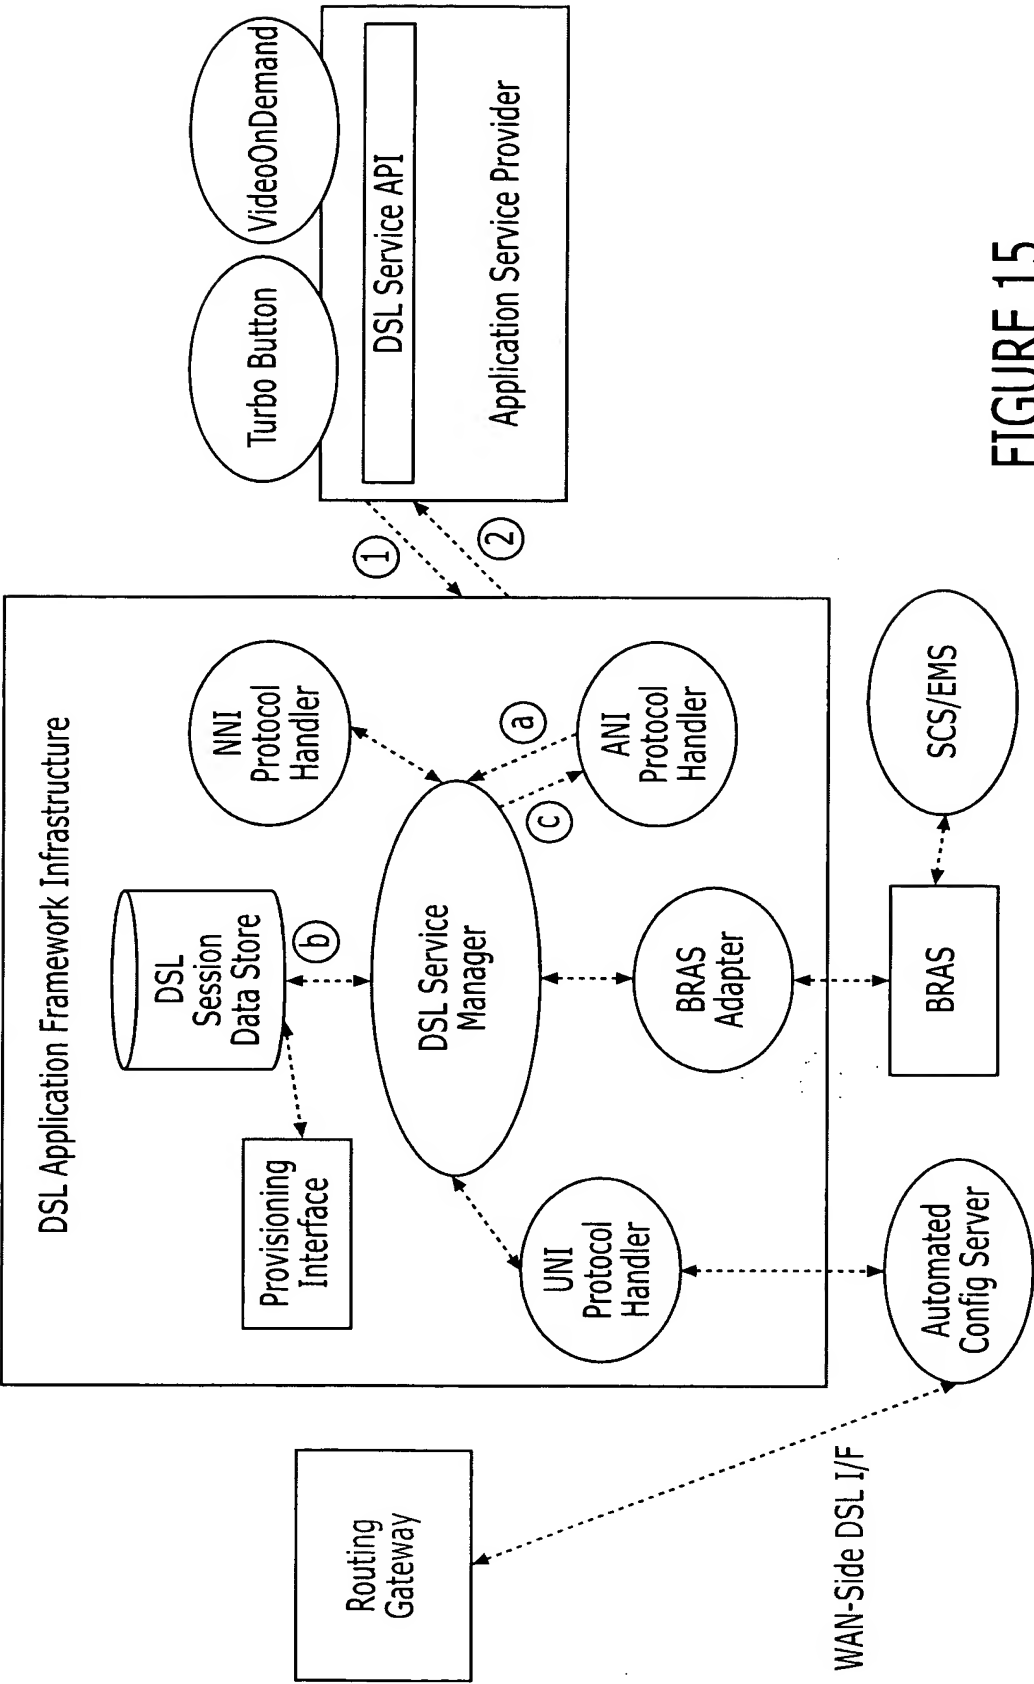 DSL Application Framework Infrastructure
Routing
Gateway
WAN-Side DSL I/F
Provisioning
Interface
DSL
Session
Data Store
b
NNI
Protocol
Handler
DSL Service
Manager
a
c
UNI
Protocol
Handler
BRAS
Adapter
ANI
Protocol
Handler
Automated
Config Server
BRAS
SCS/EMS
1
2
Turbo Button
VideoOnDemand
DSL Service API
Application Service Provider
FIGURE 15